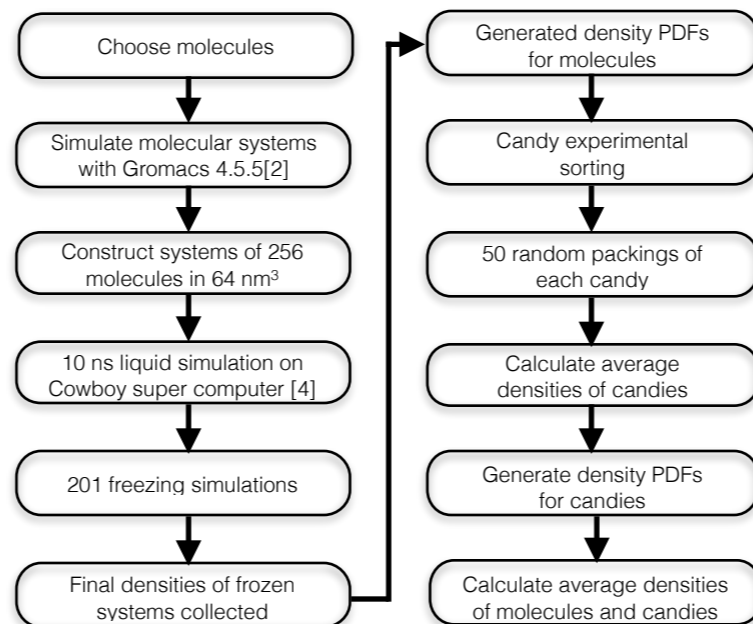 Choose molecules
Simulate molecular systems
with Gromacs 4.5.5[2]
Construct systems of 256
molecules in 64 nm³
10 ns liquid simulation on
Cowboy super computer [4]
201 freezing simulations
Final densities of frozen
systems collected
Generated density PDFs
for molecules
Candy experimental
sorting
50 random packings of
each candy
Calculate average
densities of candies
Generate density PDFs
for candies
Calculate average densities
of molecules and candies